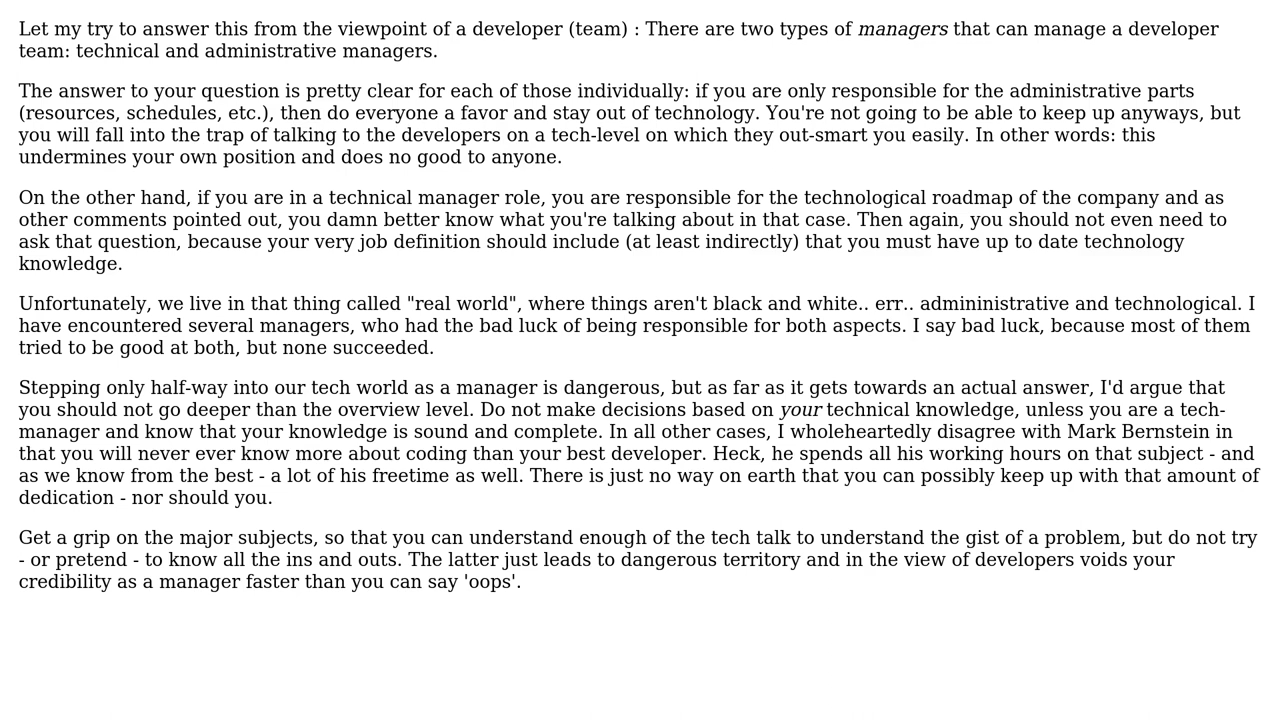 Let my try to answer this from the viewpoint of a developer (team) : There are two types of managers that can manage a developer
team: technical and administrative managers.
The answer to your question is pretty clear for each of those individually: if you are only responsible for the administrative parts
(resources, schedules, etc.), then do everyone a favor and stay out of technology. You're not going to be able to keep up anyways, but
you will fall into the trap of talking to the developers on a tech-level on which they out-smart you easily. In other words: this
undermines your own position and does no good to anyone.
On the other hand, if you are in a technical manager role, you are responsible for the technological roadmap of the company and as
other comments pointed out, you damn better know what you're talking about in that case. Then again, you should not even need to
ask that question, because your very job definition should include (at least indirectly) that you must have up to date technology
knowledge.
Unfortunately, we live in that thing called "real world", where things aren't black and white.. err.. admininistrative and technological. I
have encountered several managers, who had the bad luck of being responsible for both aspects. I say bad luck, because most of them
tried to be good at both, but none succeeded.
Stepping only half-way into our tech world as a manager is dangerous, but as far as it gets towards an actual answer, I'd argue that
you should not go deeper than the overview level. Do not make decisions based on your technical knowledge, unless you are a tech-
manager and know that your knowledge is sound and complete. In all other cases, I wholeheartedly disagree with Mark Bernstein in
that you will never ever know more about coding than your best developer. Heck, he spends all his working hours on that subject - and
as we know from the best - a lot of his freetime as well. There is just no way on earth that you can possibly keep up with that amount of
dedication - nor should you.
Get a grip on the major subjects, so that you can understand enough of the tech talk to understand the gist of a problem, but do not try
- or pretend - to know all the ins and outs. The latter just leads to dangerous territory and in the view of developers voids your
credibility as a manager faster than you can say 'oops'.